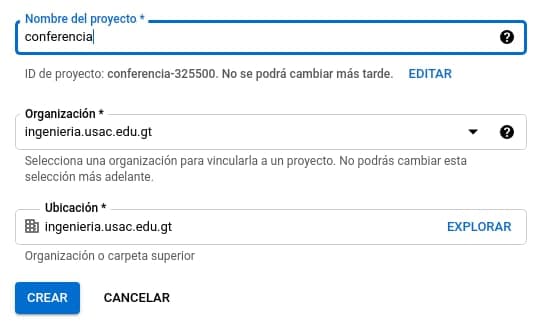 Nombre del proyecto *
conferencia
ID de proyecto: conferencia-325500. No se podrá cambiar más tarde. EDITAR
Organización *
ingenieria.usac.edu.gt
Selecciona una organización para vincularla a un proyecto. No podrás cambiar esta
selección más adelante.
Ubicación *
ingenieria.usac.edu.gt EXPLORAR
Organización o carpeta superior
CREAR CANCELAR